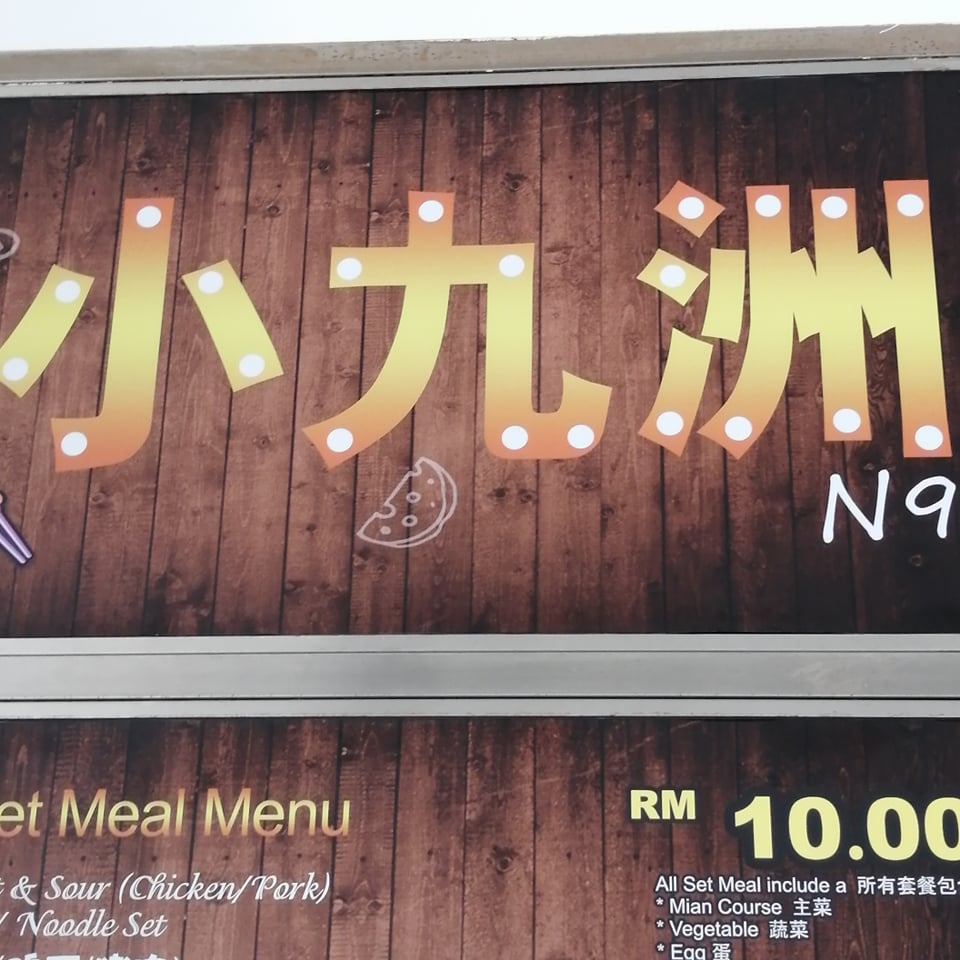 小九洲
N9
Set Meal Menu
RM 10.00
& Sour (Chicken/Pork)
/ Noodle Set
All Set Meal include a 所有套餐包
* Mian Course 主菜
* Vegetable 蔬菜
* Egg 蛋